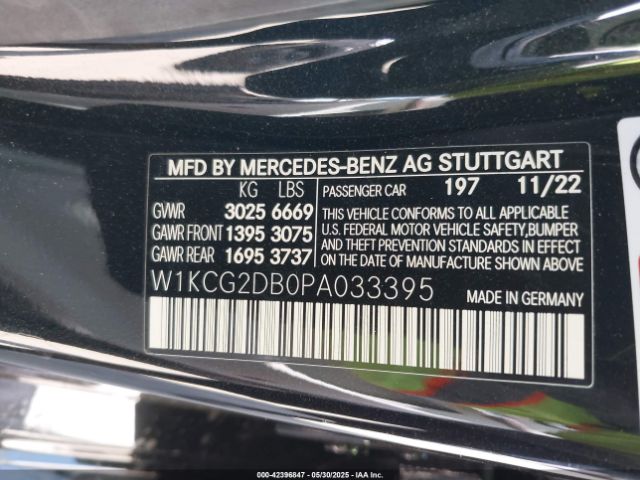 MFD BY MERCEDES-BENZ AG STUTTGART
KG LBS PASSENGER CAR 197 11/22
GVWR 3025 6669
GAWR FRONT 1395 3075
GAWR REAR 1695 3737
THIS VEHICLE CONFORMS TO ALL APPLICABLE
U.S. FEDERAL MOTOR VEHICLE SAFETY,BUMPER
AND THEFT PREVENTION STANDARDS IN EFFECT
ON THE DATE OF MANUFACTURE SHOWN ABOVE.
W1KCG2DB0PA033395 MADE IN GERMANY
000-42396847 | 05/30/2025 - IAA, Inc.